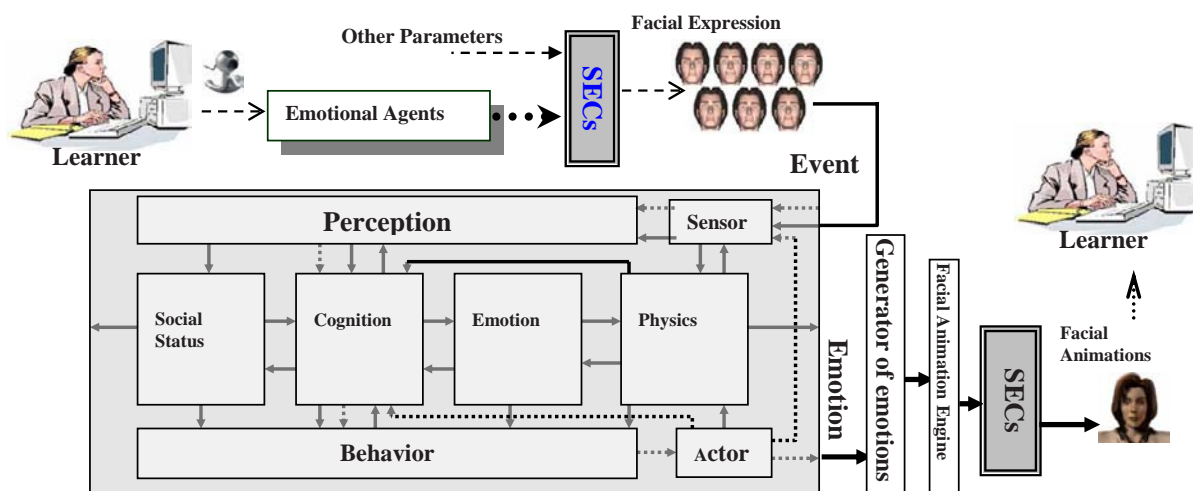 Facial Expression
Other Parameters
SECs
Emotional Agents
Learner
Event
Perception
Sensor
Learner
Social
Status
Cognition
Emotion
Physics
Behavior
Actor
Emotion
Generator of emotions
Facial Animation Engine
SECs
Facial
Animations